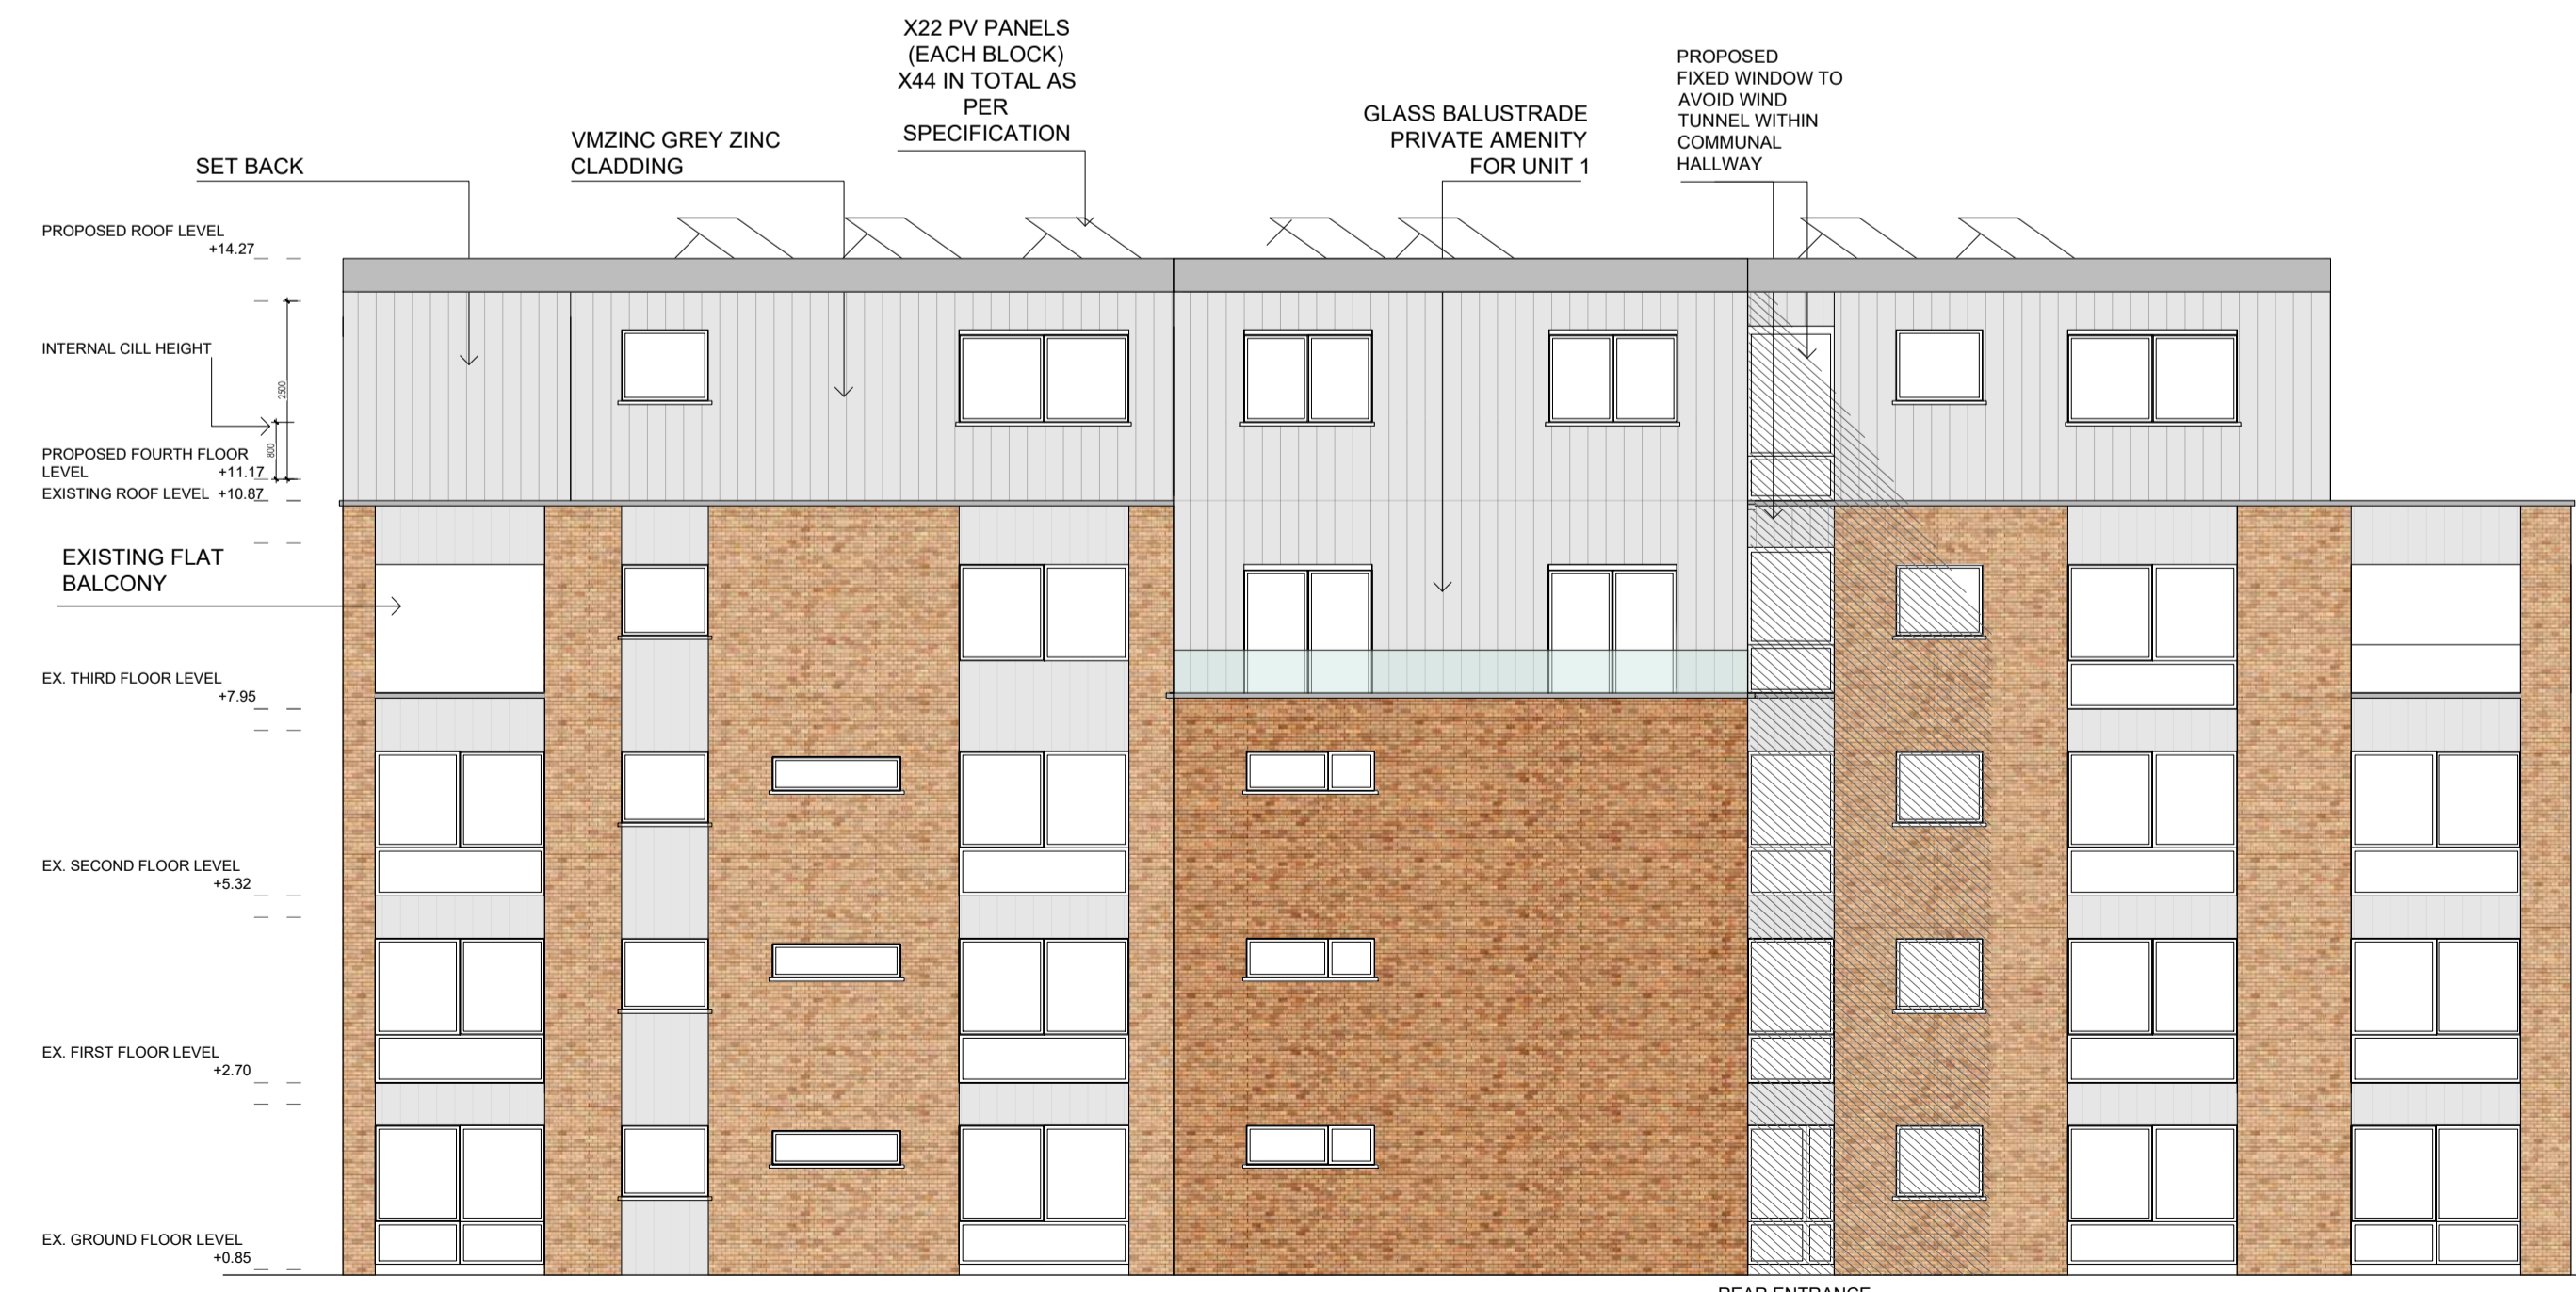 X22 PV PANELS
(EACH BLOCK)
X44 IN TOTAL AS
PER
SPECIFICATION
PROPOSED
FIXED WINDOW TO
AVOID WIND
TUNNEL WITHIN
COMMUNAL
HALLWAY
GLASS BALUSTRADE
PRIVATE AMENITY
FOR UNIT 1
VMZINC GREY ZINC
CLADDING
SET BACK
PROPOSED ROOF LEVEL
+14.27
INTERNAL CILL HEIGHT
2500
800
PROPOSED FOURTH FLOOR
LEVEL +11.17
EXISTING ROOF LEVEL +10.87
EXISTING FLAT
BALCONY
EX. THIRD FLOOR LEVEL
+7.95
EX. SECOND FLOOR LEVEL
+5.32
EX. FIRST FLOOR LEVEL
+2.70
EX. GROUND FLOOR LEVEL
+0.85
REAR ENTRANCE